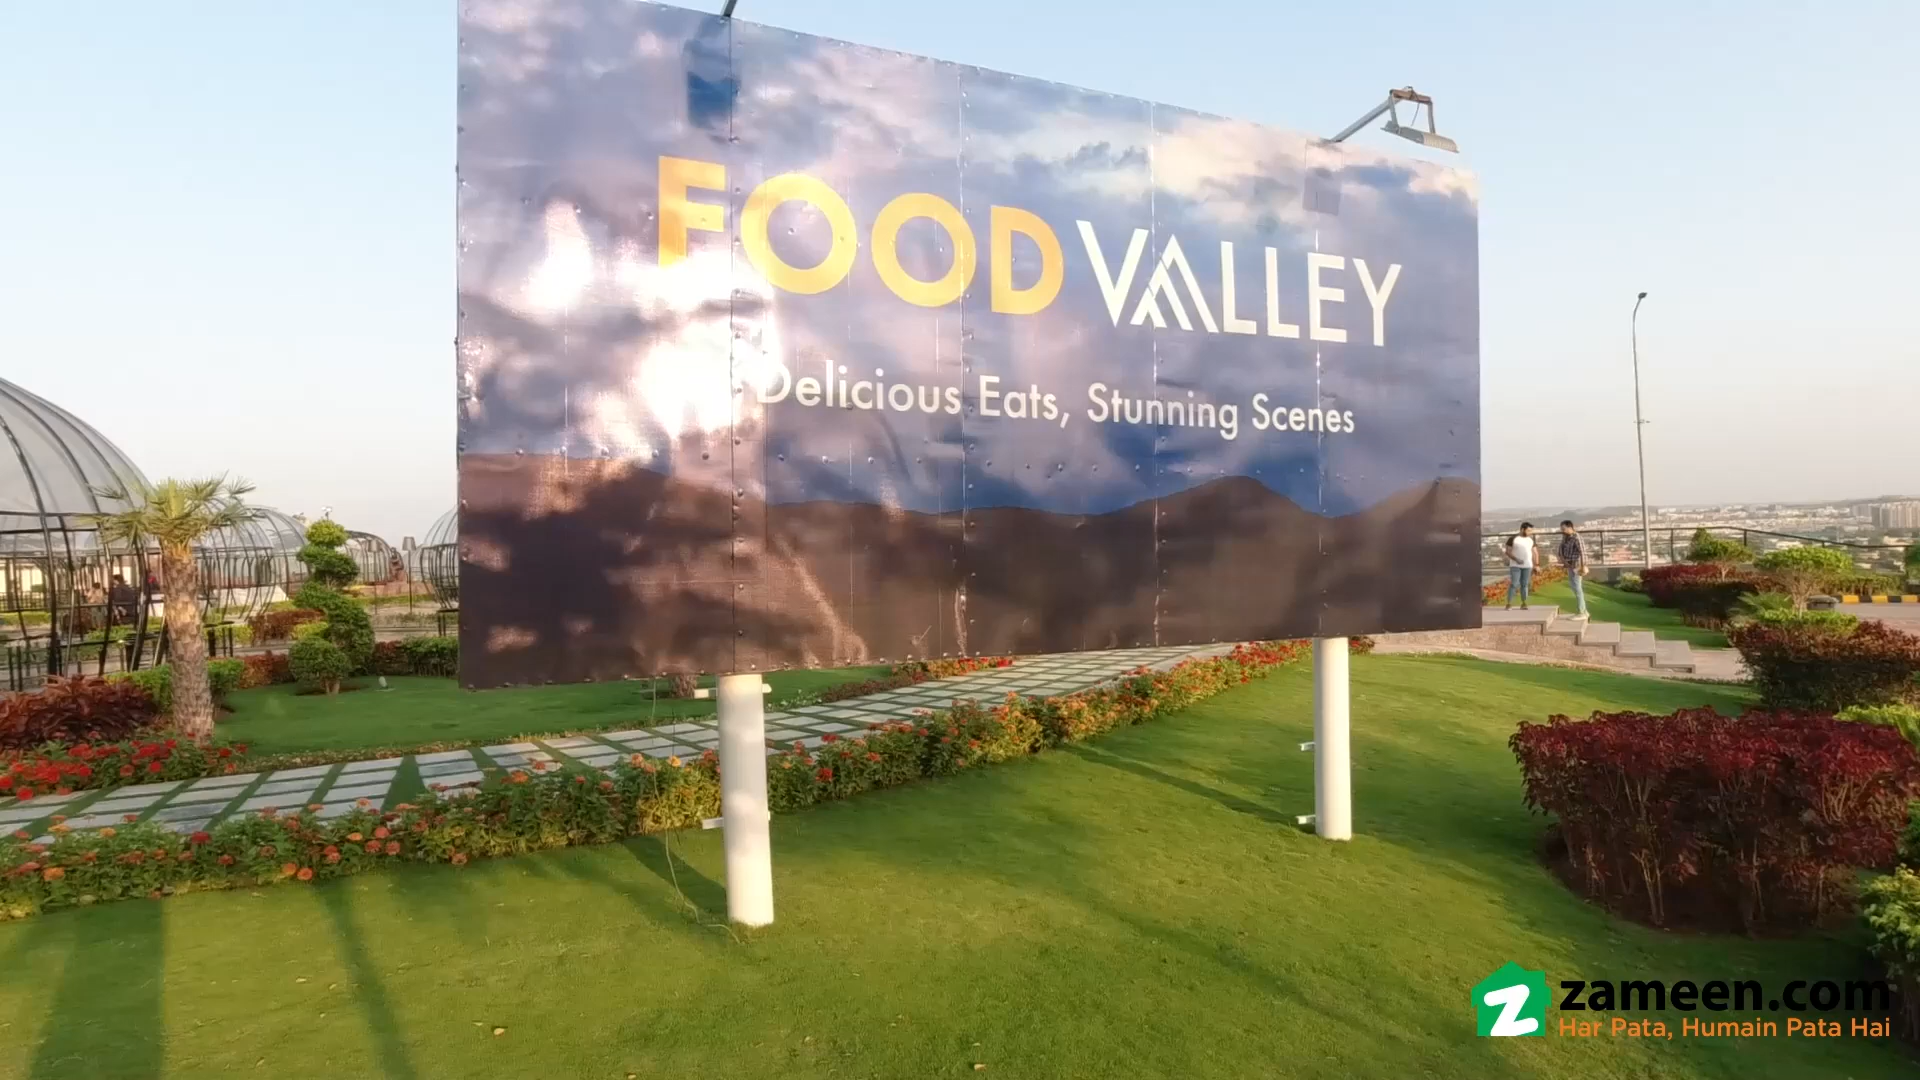 FOOD VALLEY
Delicious Eats, Stunning Scenes
zameen.com
Har Pata, Humain Pata Hai